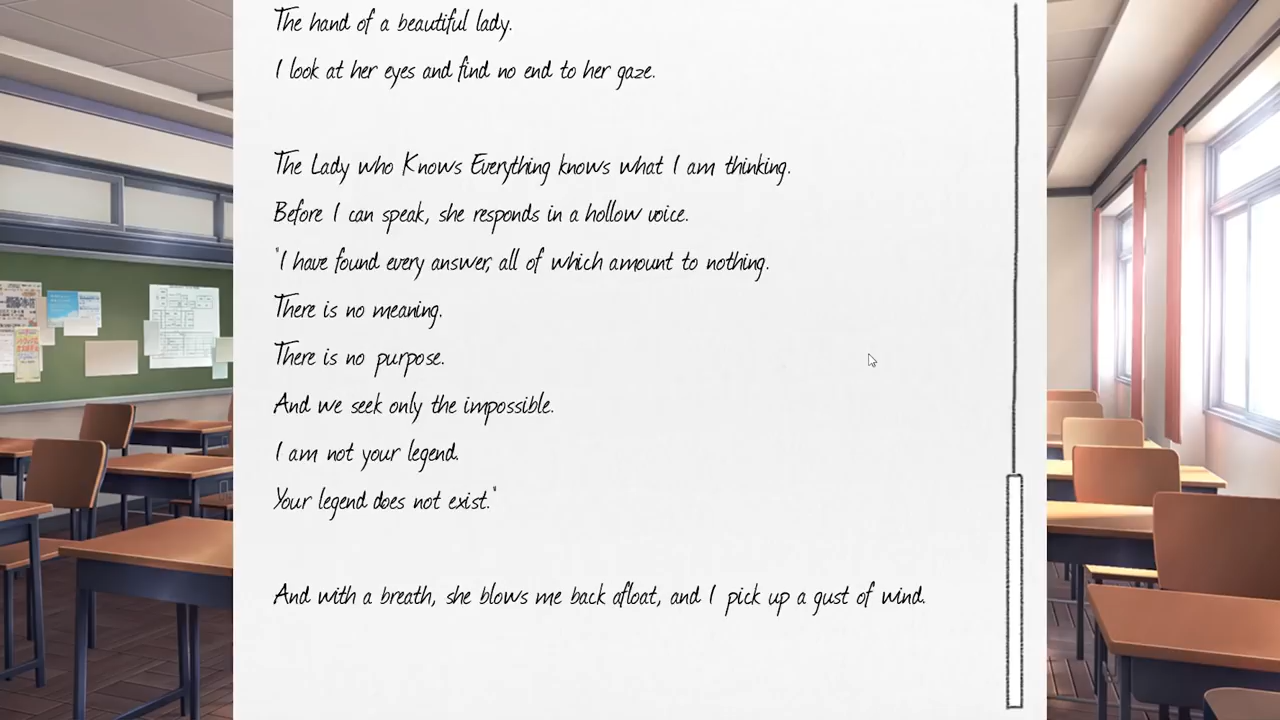 The hand of a beautiful lady.
I look at her eyes and find no end to her gaze.
The Lady who Knows Everything knows what I am thinking.
Before I can speak, she responds in a hollow voice.
"I have found every answer, all of which amount to nothing.
There is no meaning.
There is no purpose.
And we seek only the impossible.
I am not your legend.
Your legend does not exist."
And with a breath, she blows me back afloat, and I pick up a gust of wind.